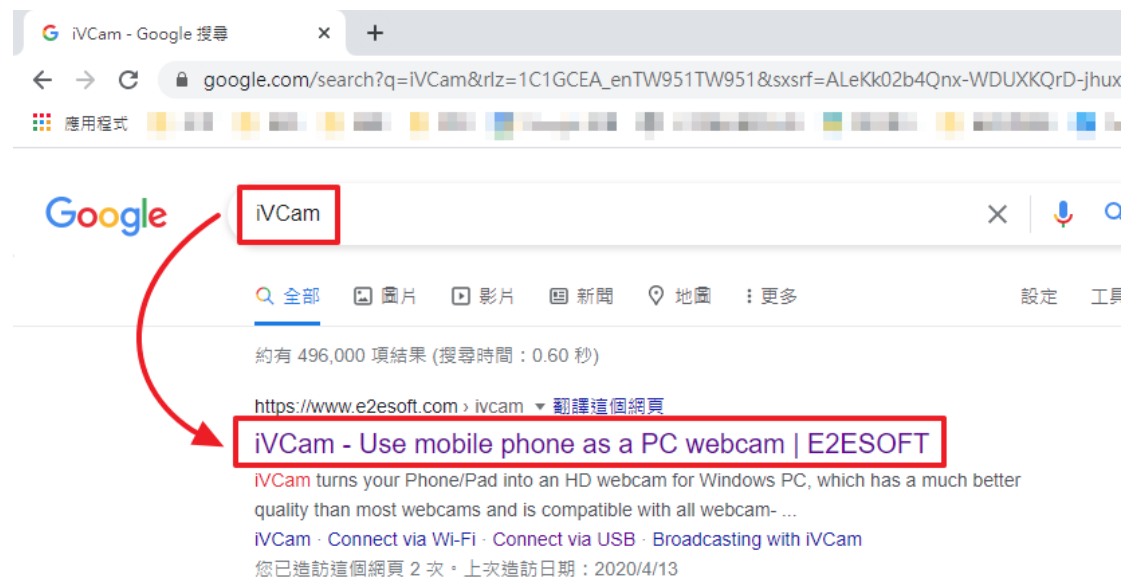 iVCam - Google 搜尋
google.com/search?q=iVCam&rlz=1C1GCEA_enTW951TW951&sxsrf=ALeKk02b4Qnx-WDUXKQrD-jhux
應用程式
Google iVCam
全部 圖片 影片 新聞 地圖 更多 設定 工具
約有 496,000 項結果 (搜尋時間：0.60 秒)
https://www.e2esoft.com › ivcam ▼ 翻譯這個網頁
iVCam - Use mobile phone as a PC webcam | E2ESOFT
iVCam turns your Phone/Pad into an HD webcam for Windows PC, which has a much better
quality than most webcams and is compatible with all webcam- ...
iVCam · Connect via Wi-Fi · Connect via USB · Broadcasting with iVCam
您已造訪這個網頁 2 次。上次造訪日期：2020/4/13